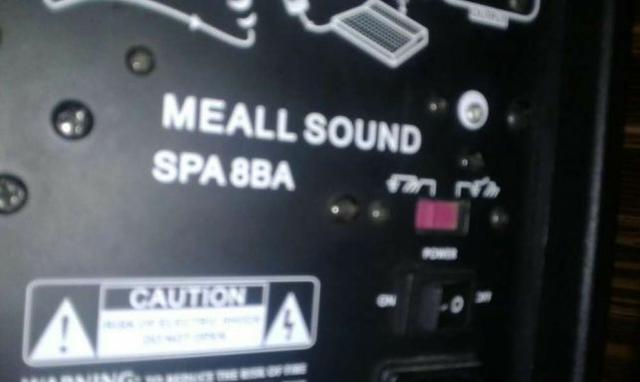 OUTPUT
MEALL SOUND
SPA 8BA
POWER
ON OFF
CAUTION
RISK OF ELECTRIC SHOCK
DO NOT OPEN
WARNING: TO REDUCE THE RISK OF FIRE